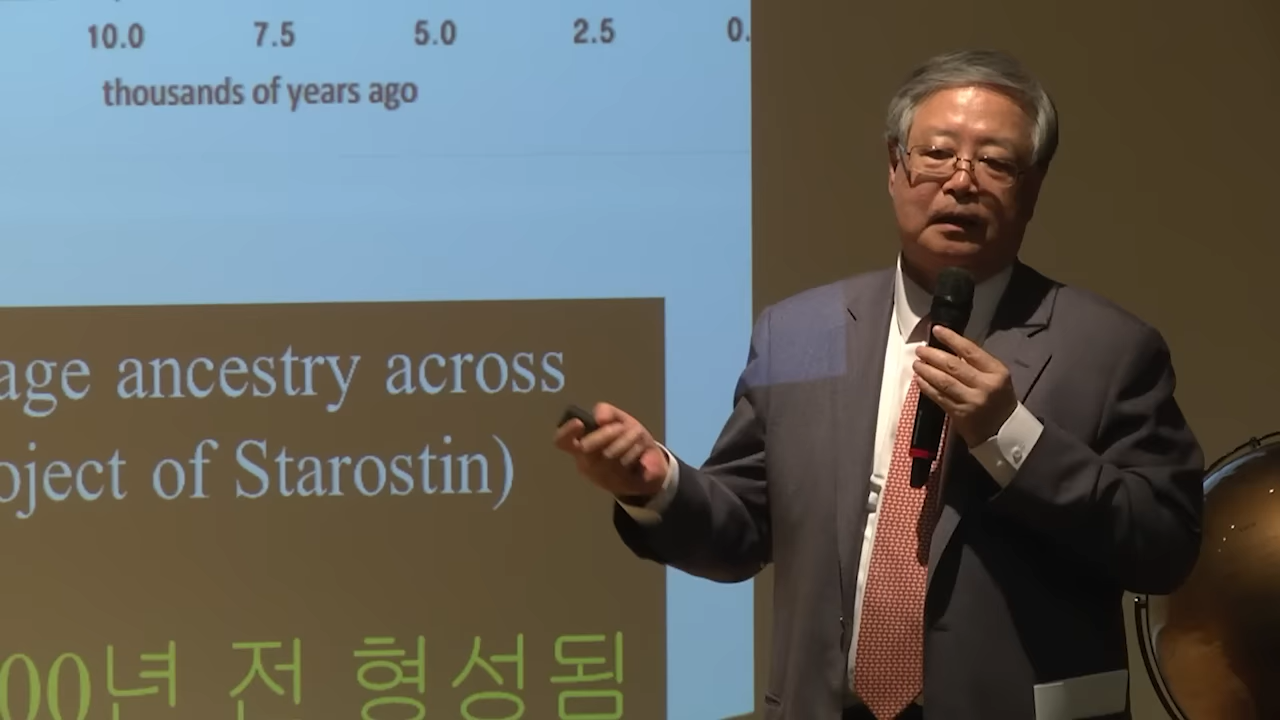 10.0 7.5 5.0 2.5 0.
thousands of years ago
age ancestry across
oject of Starostin)
00년 전 형성됨